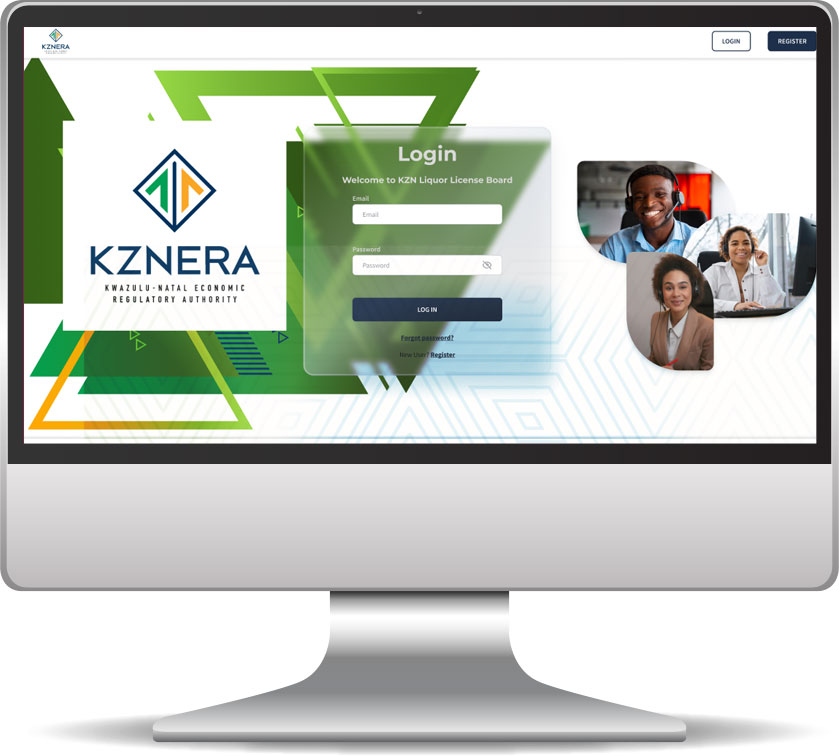 KZNERA
LOGIN
REGISTER
KZNERA
KWAZULU-NATAL ECONOMIC
REGULATORY AUTHORITY
Login
Welcome to KZN Liquor License Board
Email
Email
Password
Password
LOG IN
Forgot password?
New User? Register